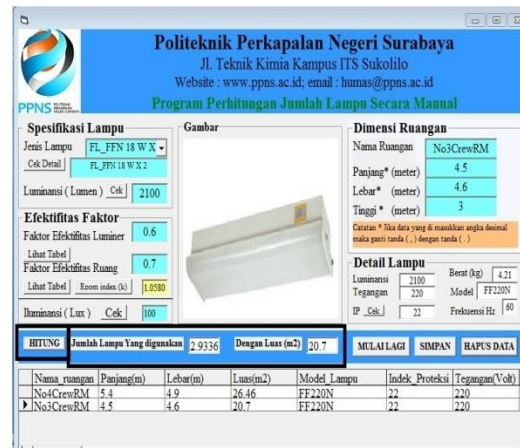 Politeknik Perkapalan Negeri Surabaya
Jl. Teknik Kimia Kampus ITS Sukolilo
Website : www.ppns.ac.id; email : humas@ppns.ac.id
Program Perhitungan Jumlah Lampu Secara Manual
PPNS
Spesifikasi Lampu
Jenis Lampu FL_FFN 18 W X
Cek Detail FL_FFN 18 W X 2
Luminansi ( Lumen ) Cek 2100
Efektifitas Faktor
Faktor Efektifitas Luminer 0.6
Lihat Tabel
Faktor Efektifitas Ruang 0.7
Lihat Tabel Room index (k) 1.0580
Iluminansi ( Lux ) Cek 100
Gambar
Dimensi Ruangan
Nama Ruangan No3CrewRM
Panjang* (meter) 4.5
Lebar* (meter) 4.6
Tinggi * (meter) 3
Catatan * Jika data yang di masukkan angka desimal
maka ganti tanda ( , ) dengan tanda ( . )
Detail Lampu
Luminansi 2100 Berat (kg) 4.21
Tegangan 220 Model FF220N
IP Cek 22 Frekuensi Hz 60
HITUNG Jumlah Lampu Yang digunakan 2.9336 Dengan Luas (m2) 20.7 MULAI LAGI SIMPAN HAPUS DATA
Nama_ruangan Panjang(m) Lebar(m) Luas(m2) Model_Lampu Indek_Proteksi Tegangan(Volt)
No4CrewRM 5.4 4.9 26.46 FF220N 22 220
No3CrewRM 4.5 4.6 20.7 FF220N 22 220